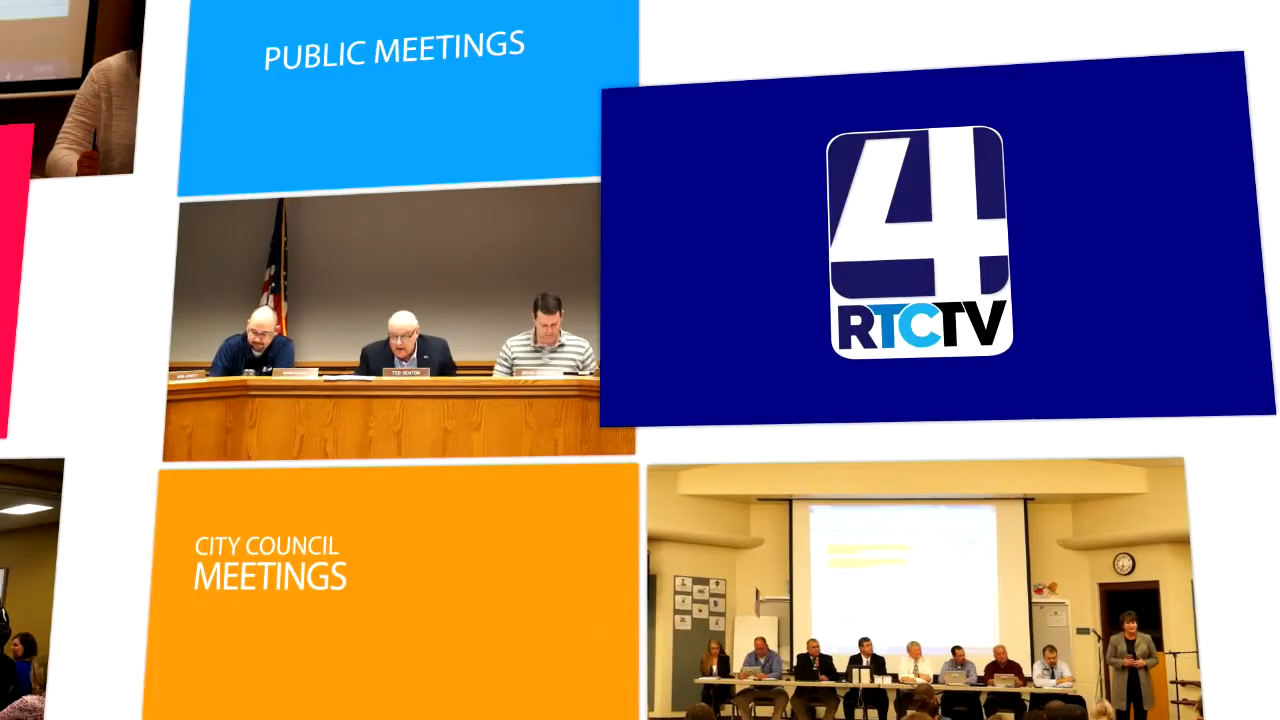 PUBLIC MEETINGS
4
RTCTV
TED DENTON
CITY COUNCIL
MEETINGS